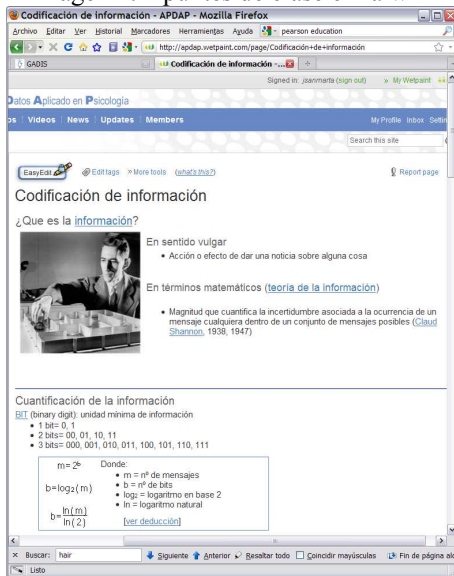 Codificación de información - APDAP - Mozilla Firefox
Archivo Editar Ver Historial Marcadores Herramientas Ayuda pearson education
http://apdap.wetpaint.com/page/Codificación+de+información
GADIS Codificación de información -...
Signed in: jsanmarta (sign out) » My Wetpaint
Datos Aplicado en Psicología
os Videos News Updates Members My Profile Inbox Settin
Search this site
EasyEdit Edit tags » More tools (what's this?) Report page
Codificación de información
¿Que es la información?
En sentido vulgar
• Acción o efecto de dar una noticia sobre alguna cosa
En términos matemáticos (teoría de la información)
• Magnitud que cuantifica la incertidumbre asociada a la ocurrencia de un
mensaje cualquiera dentro de un conjunto de mensajes posibles (Claud
Shannon, 1938, 1947)
Cuantificación de la información
BIT (binary digit): unidad mínima de información
• 1 bit= 0, 1
• 2 bits= 00, 01, 10, 11
• 3 bits= 000, 001, 010, 011, 100, 101, 110, 111
m=2ᵇ
b=log₂(m)
b=ln(m)/ln(2)
Donde:
• m = nº de mensajes
• b = nº de bits
• log₂ = logaritmo en base 2
• ln = logaritmo natural
[ver deducción]
× Buscar: hair Siguiente Anterior Resaltar todo Coincidir mayúsculas Fin de página al
Listo